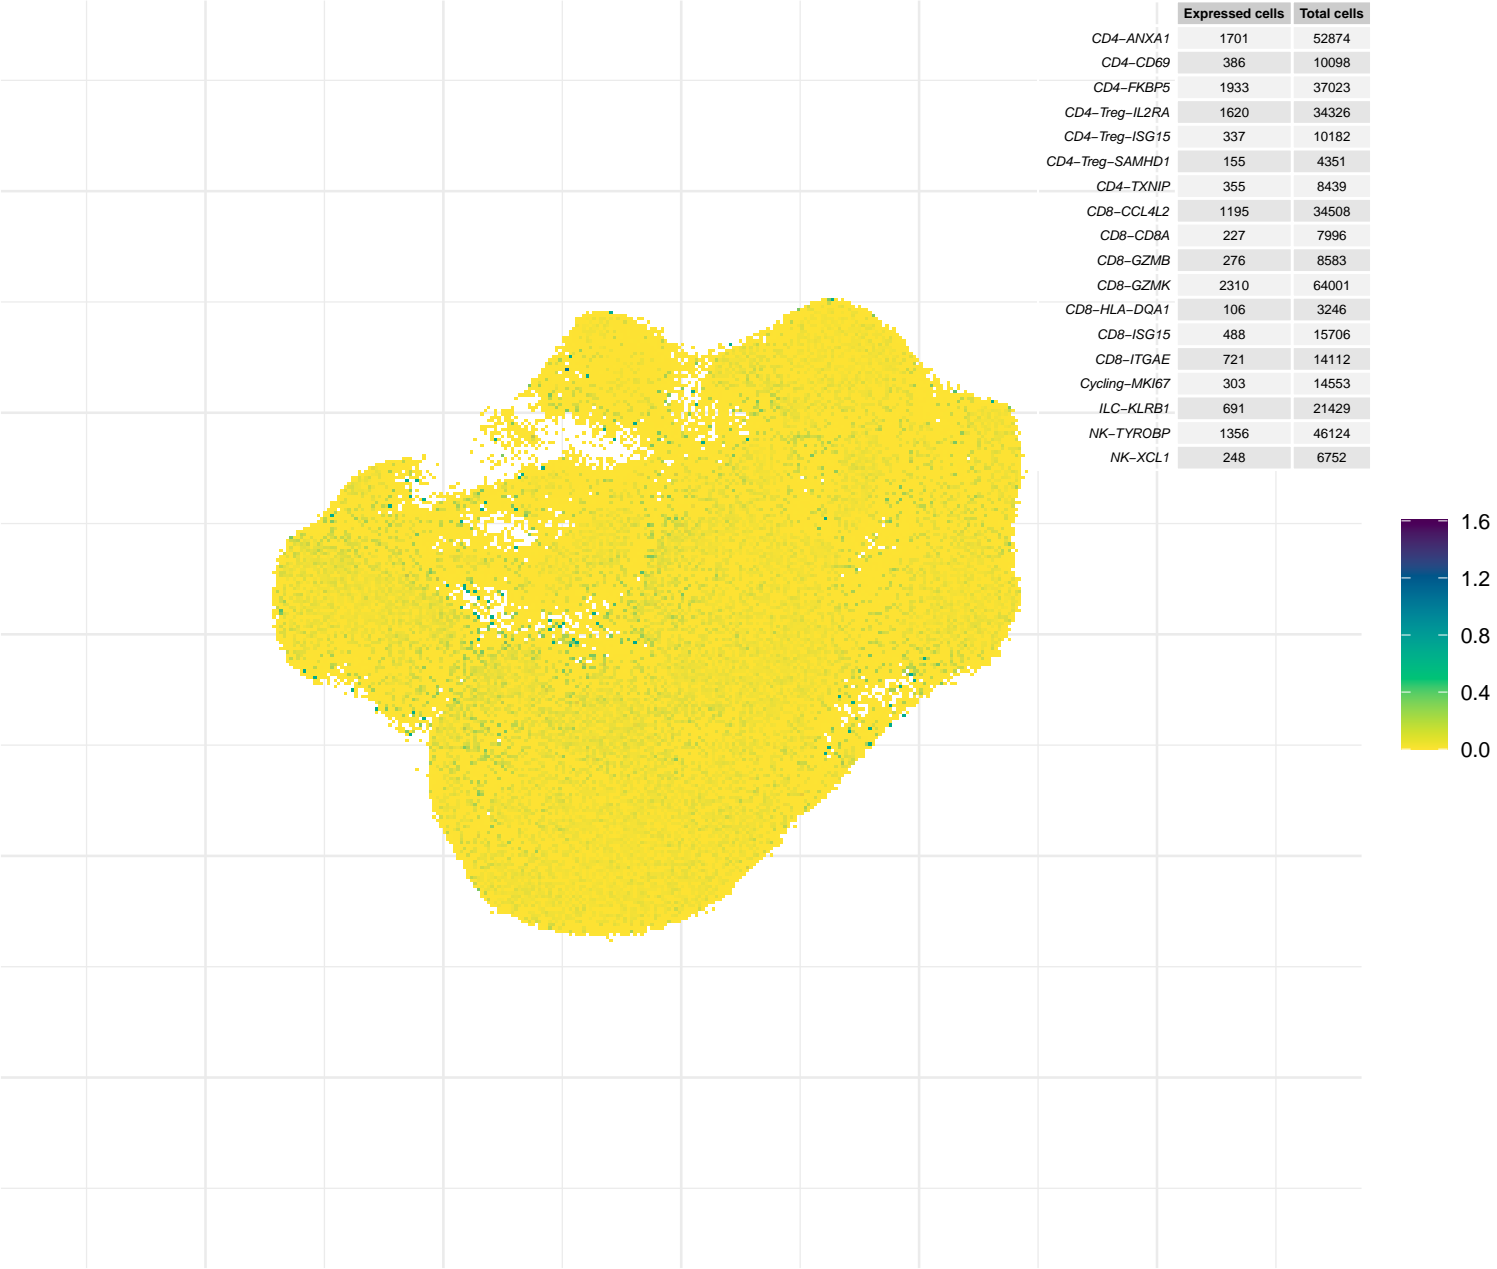 Expressed cells Total cells
CD4−ANXA1 1701 52874
CD4−CD69 386 10098
CD4−FKBP5 1933 37023
CD4−Treg−IL2RA 1620 34326
CD4−Treg−ISG15 337 10182
CD4−Treg−SAMHD1 155 4351
CD4−TXNIP 355 8439
CD8−CCL4L2 1195 34508
CD8−CD8A 227 7996
CD8−GZMB 276 8583
CD8−GZMK 2310 64001
CD8−HLA−DQA1 106 3246
CD8−ISG15 488 15706
CD8−ITGAE 721 14112
Cycling−MKI67 303 14553
ILC−KLRB1 691 21429
NK−TYROBP 1356 46124
NK−XCL1 248 6752
1.6
1.2
0.8
0.4
0.0